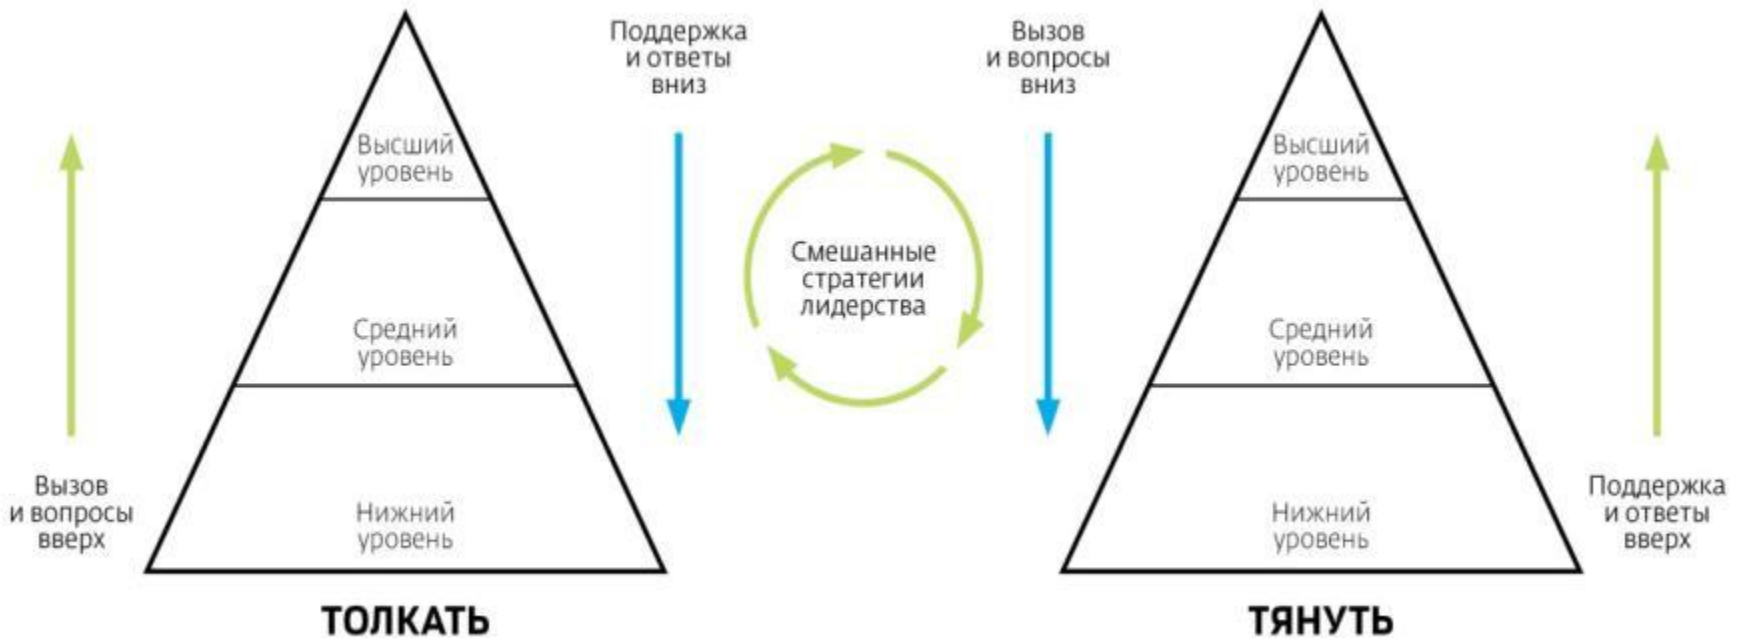 Поддержка
и ответы
вниз
Вызов
и вопросы
вниз
Высший
уровень
Высший
уровень
Смешанные
стратегии
лидерства
Средний
уровень
Средний
уровень
Вызов
и вопросы
вверх
Нижний
уровень
Нижний
уровень
Поддержка
и ответы
вверх
ТОЛКАТЬ
ТЯНУТЬ